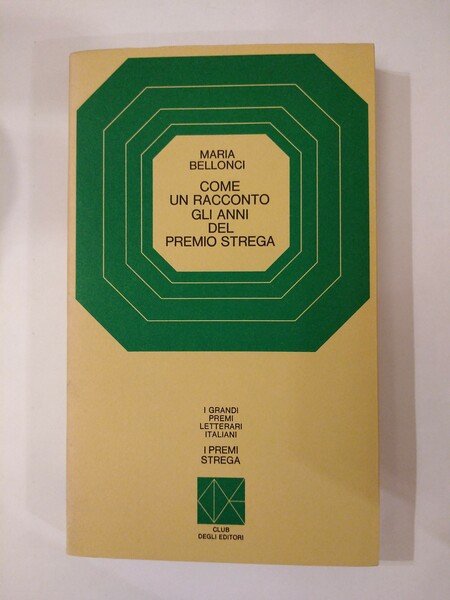 MARIA
BELLONCI
COME
UN RACCONTO
GLI ANNI
DEL
PREMIO STREGA
I GRANDI
PREMI
LETTERARI
ITALIANI
I PREMI
STREGA
CLUB
DEGLI EDITORI